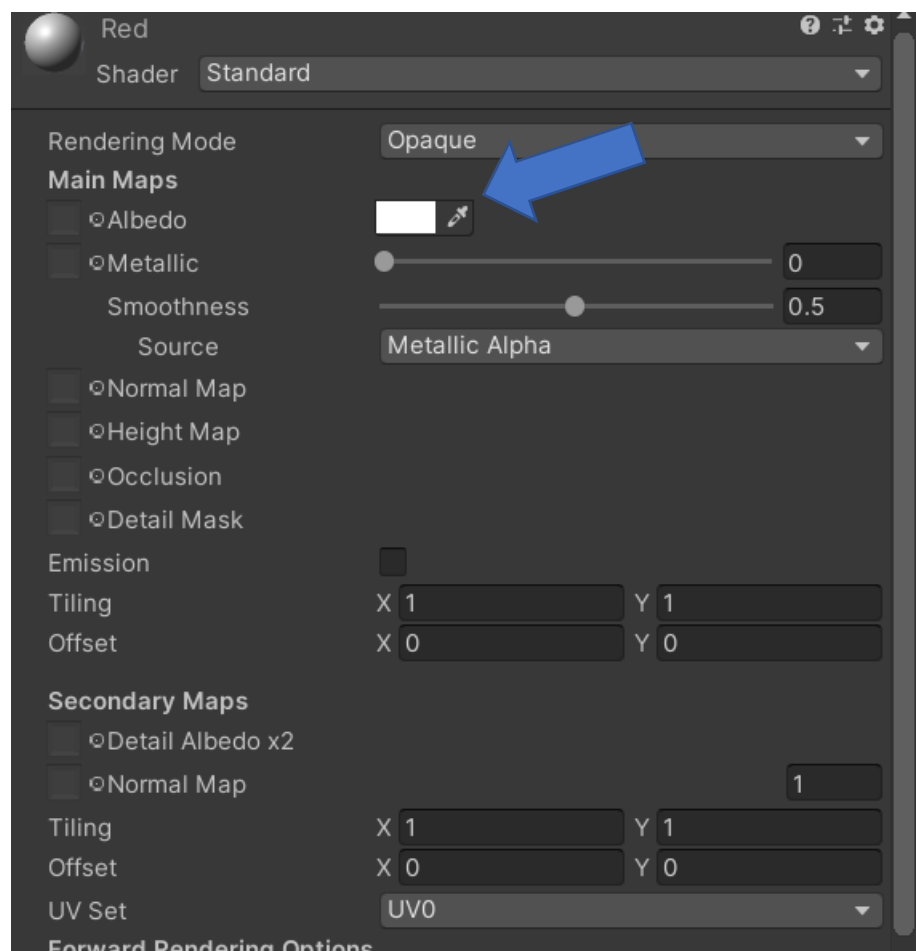 Red
Shader Standard
Rendering Mode Opaque
Main Maps
Albedo
Metallic 0
Smoothness 0.5
Source Metallic Alpha
Normal Map
Height Map
Occlusion
Detail Mask
Emission
Tiling X 1 Y 1
Offset X 0 Y 0
Secondary Maps
Detail Albedo x2
Normal Map 1
Tiling X 1 Y 1
Offset X 0 Y 0
UV Set UV0
Forward Rendering Options